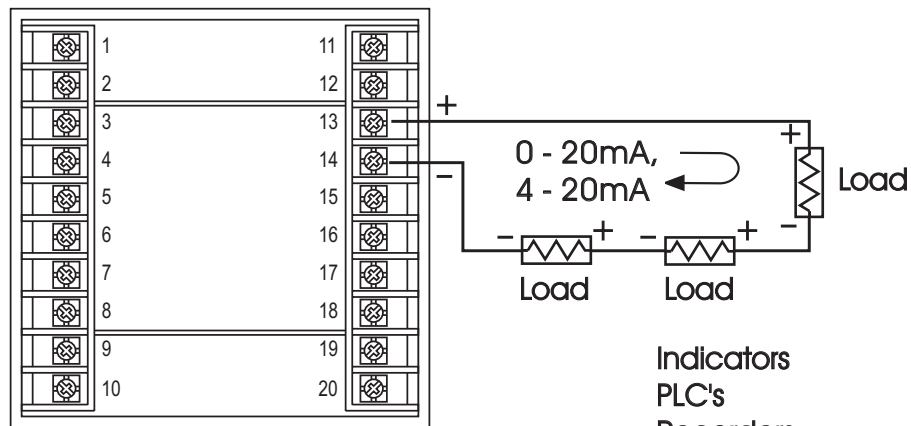 1 11
2 12
3 13
4 14
5 15
6 16
7 17
8 18
9 19
10 20
+
−
0 - 20mA,
4 - 20mA
+
Load
−
− + − +
Load Load
Indicators
PLC's
Recorders